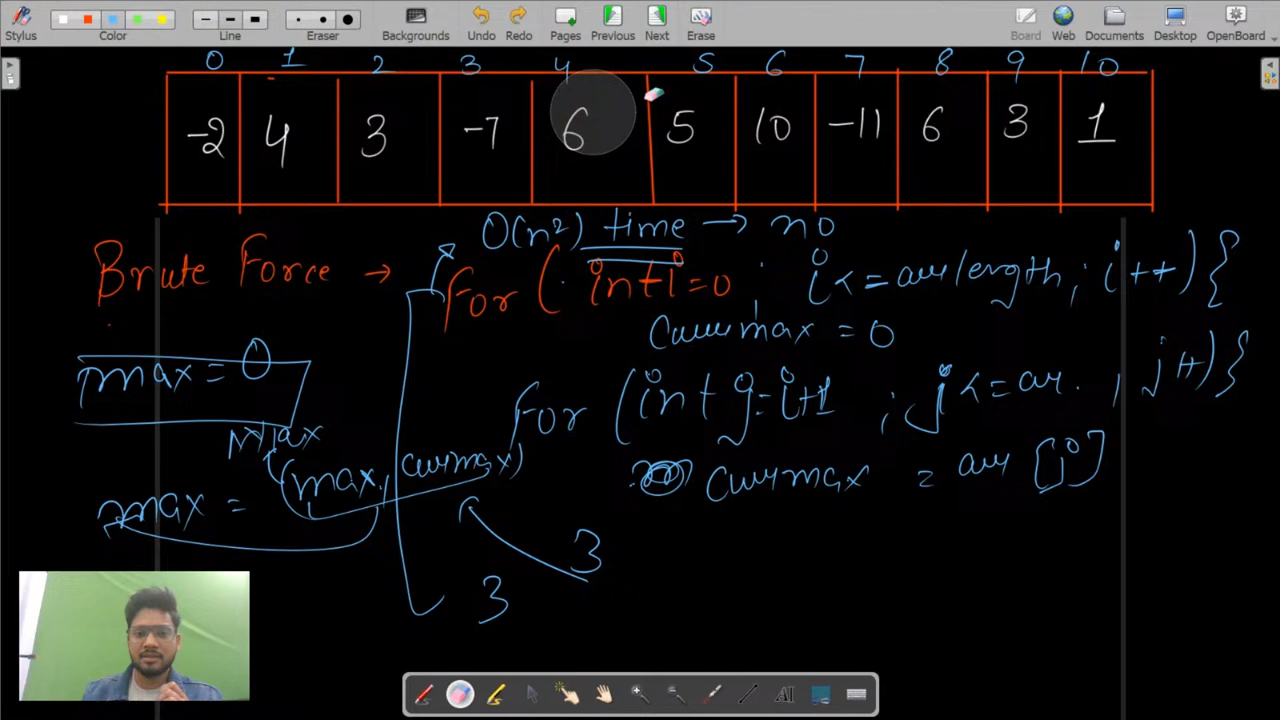 Stylus Color Line Eraser Backgrounds Undo Redo Pages Previous Next Erase Board Web Documents Desktop OpenBoard
0 1 2 3 4 5 6 7 8 9 10
-2 4 3 -7 6 5 10 -11 6 3 1
O(n²) time → no
Brute Force → for ( int i=0 ; i<=arr length ; i++) {
currmax = 0
max = 0
for (int j=i+1 ; j<=arr. , j++) }
Max
(max, currmax)
currmax = arr [j]
max =
3
3
AI